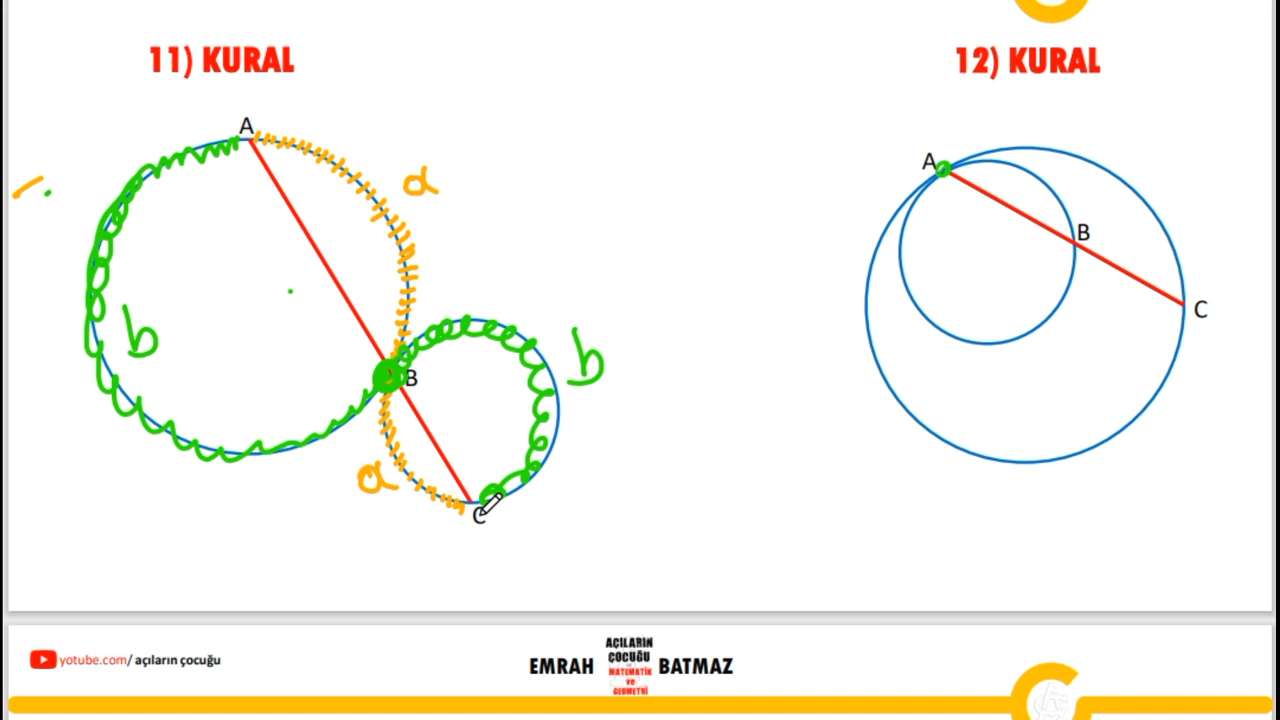 11) KURAL
12) KURAL
A
a
b
B
b
a
C
A
B
C
yotube.com/ açıların çocuğu
EMRAH
AÇILARIN
ÇOCUĞU
MATEMATİK
ve
GEOMETRİ
BATMAZ